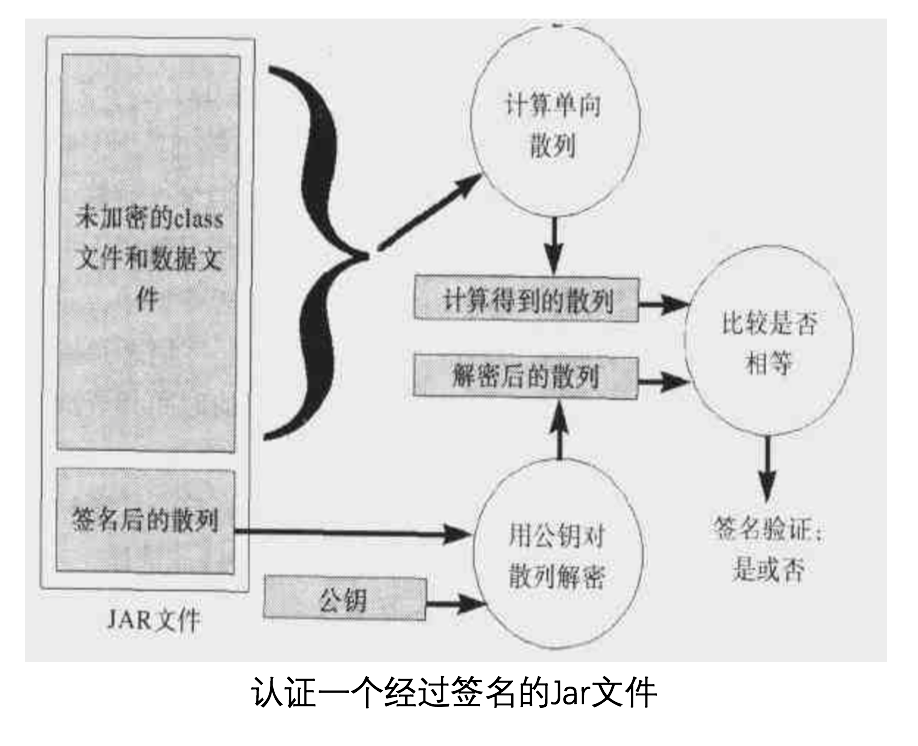 计算单向
散列
未加密的class
文件和数据文
件
计算得到的散列
比较是否
相等
解密后的散列
签名后的散列
用公钥对
散列解密
签名验证：
是或否
公钥
JAR文件
认证一个经过签名的Jar文件